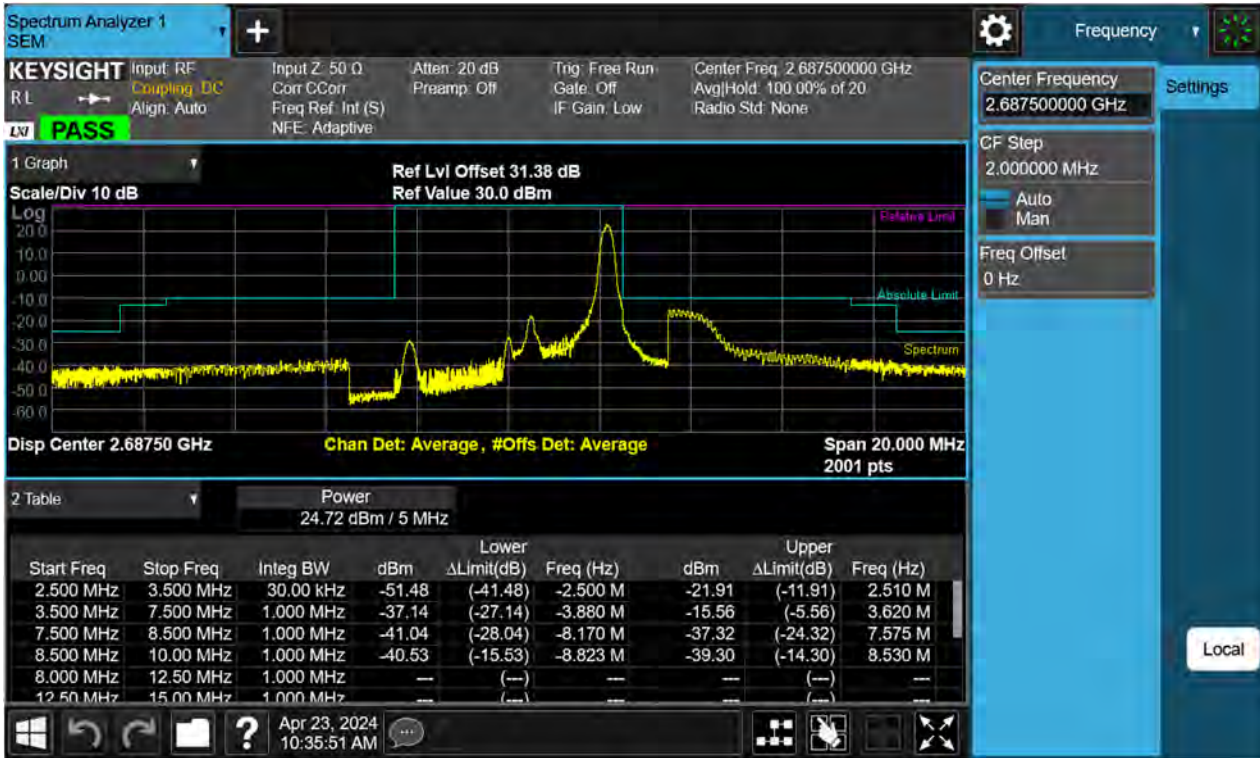 Spectrum Analyzer 1
SEM
+
Frequency
KEYSIGHT
Input: RF
Coupling: DC
Align: Auto
Input Z: 50 Ω
Corr CCorr
Freq Ref: Int (S)
NFE: Adaptive
Atten: 20 dB
Preamp: Off
Trig: Free Run
Gate: Off
IF Gain: Low
Center Freq: 2.687500000 GHz
Avg|Hold: 100.00% of 20
Radio Std: None
R L
LXI
PASS
Center Frequency
2.687500000 GHz
Settings
CF Step
2.000000 MHz
Auto
Man
Freq Offset
0 Hz
Local
1 Graph
Scale/Div 10 dB
Ref Lvl Offset 31.38 dB
Ref Value 30.0 dBm
Log
20.0
10.0
0.00
-10.0
-20.0
-30.0
-40.0
-50.0
-60.0
Relative Limit
Absolute Limit
Spectrum
Disp Center 2.68750 GHz
Chan Det: Average, #Offs Det: Average
Span 20.000 MHz
2001 pts
2 Table
Power
24.72 dBm / 5 MHz
Lower Upper
Start Freq Stop Freq Integ BW dBm ΔLimit(dB) Freq (Hz) dBm ΔLimit(dB) Freq (Hz)
2.500 MHz 3.500 MHz 30.00 kHz -51.48 (-41.48) -2.500 M -21.91 (-11.91) 2.510 M
3.500 MHz 7.500 MHz 1.000 MHz -37.14 (-27.14) -3.880 M -15.56 (-5.56) 3.620 M
7.500 MHz 8.500 MHz 1.000 MHz -41.04 (-28.04) -8.170 M -37.32 (-24.32) 7.575 M
8.500 MHz 10.00 MHz 1.000 MHz -40.53 (-15.53) -8.823 M -39.30 (-14.30) 8.530 M
8.000 MHz 12.50 MHz 1.000 MHz --- (---) --- --- (---) ---
12.50 MHz 15.00 MHz 1.000 MHz --- (---) --- --- (---) ---
?
Apr 23, 2024
10:35:51 AM